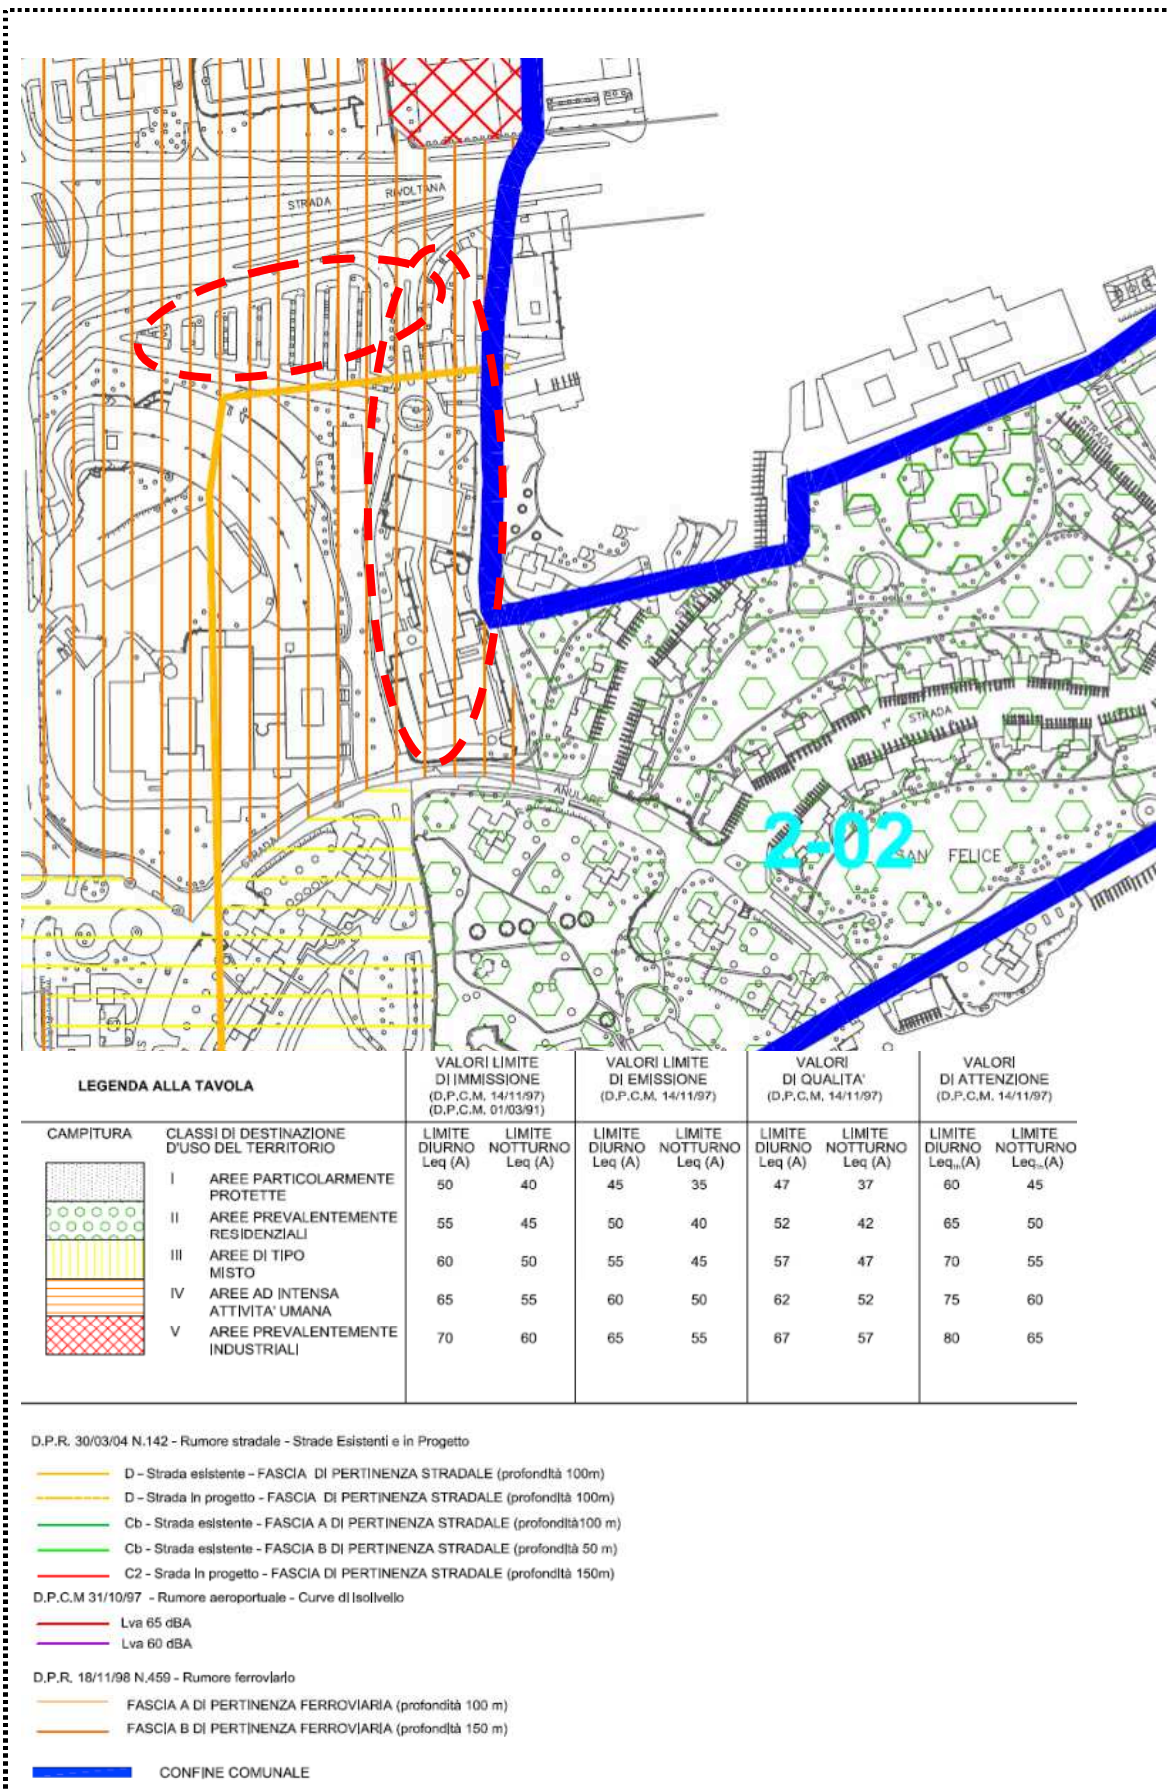 STRADA RIVOLTANA
STRADA
1ª STRADA
ANULARE
2-02
SAN FELICE
STRADA
LEGENDA ALLA TAVOLA
VALORI LIMITE DI IMMISSIONE (D.P.C.M. 14/11/97) (D.P.C.M. 01/03/91)
VALORI LIMITE DI EMISSIONE (D.P.C.M. 14/11/97)
VALORI DI QUALITA' (D.P.C.M. 14/11/97)
VALORI DI ATTENZIONE (D.P.C.M. 14/11/97)
CAMPITURA
CLASSI DI DESTINAZIONE D'USO DEL TERRITORIO
LIMITE DIURNO Leq (A)
LIMITE NOTTURNO Leq (A)
LIMITE DIURNO Leq (A)
LIMITE NOTTURNO Leq (A)
LIMITE DIURNO Leq (A)
LIMITE NOTTURNO Leq (A)
LIMITE DIURNO Leq (A)
LIMITE NOTTURNO Leq (A)
I AREE PARTICOLARMENTE PROTETTE 50 40 45 35 47 37 60 45
II AREE PREVALENTEMENTE RESIDENZIALI 55 45 50 40 52 42 65 50
III AREE DI TIPO MISTO 60 50 55 45 57 47 70 55
IV AREE AD INTENSA ATTIVITA' UMANA 65 55 60 50 62 52 75 60
V AREE PREVALENTEMENTE INDUSTRIALI 70 60 65 55 67 57 80 65
D.P.R. 30/03/04 N.142 - Rumore stradale - Strade Esistenti e in Progetto
D - Strada esistente - FASCIA DI PERTINENZA STRADALE (profondità 100m)
D - Strada in progetto - FASCIA DI PERTINENZA STRADALE (profondità 100m)
Cb - Strada esistente - FASCIA A DI PERTINENZA STRADALE (profondità100 m)
Cb - Strada esistente - FASCIA B DI PERTINENZA STRADALE (profondità 50 m)
C2 - Srada in progetto - FASCIA DI PERTINENZA STRADALE (profondità 150m)
D.P.C.M 31/10/97 - Rumore aeroportuale - Curve di isolivello
Lva 65 dBA
Lva 60 dBA
D.P.R. 18/11/98 N.459 - Rumore ferroviario
FASCIA A DI PERTINENZA FERROVIARIA (profondità 100 m)
FASCIA B DI PERTINENZA FERROVIARIA (profondità 150 m)
CONFINE COMUNALE